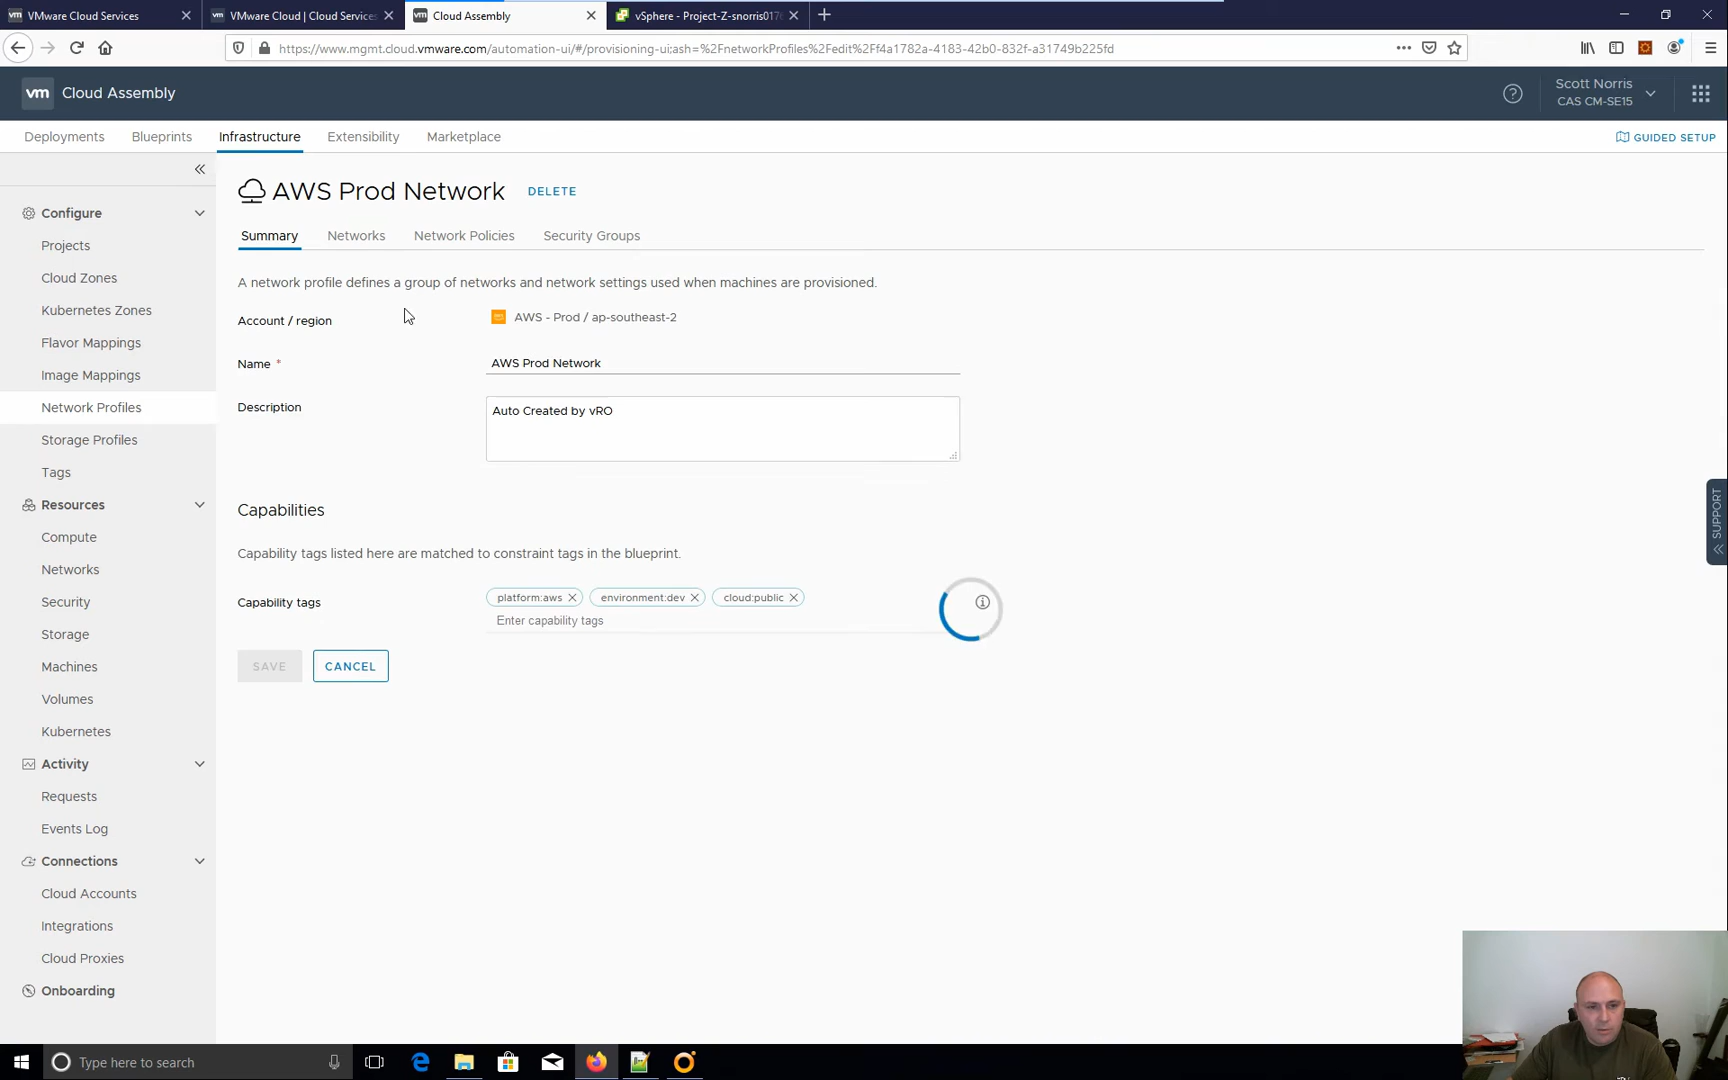 VMware Cloud Services
VMware Cloud | Cloud Services
Cloud Assembly
vSphere - Project-Z-snorris017
https://www.mgmt.cloud.vmware.com/automation-ui/#/provisioning-ui;ash=%2FnetworkProfiles%2Fedit%2Ff4a1782a-4183-42b0-832f-a31749b225fd
vm Cloud Assembly
Scott Norris
CAS CM-SE15
Deployments Blueprints Infrastructure Extensibility Marketplace
GUIDED SETUP
Configure
Projects
Cloud Zones
Kubernetes Zones
Flavor Mappings
Image Mappings
Network Profiles
Storage Profiles
Tags
Resources
Compute
Networks
Security
Storage
Machines
Volumes
Kubernetes
Activity
Requests
Events Log
Connections
Cloud Accounts
Integrations
Cloud Proxies
Onboarding
AWS Prod Network DELETE
Summary Networks Network Policies Security Groups
A network profile defines a group of networks and network settings used when machines are provisioned.
Account / region AWS - Prod / ap-southeast-2
Name * AWS Prod Network
Description Auto Created by vRO
Capabilities
Capability tags listed here are matched to constraint tags in the blueprint.
Capability tags platform:aws environment:dev cloud:public
Enter capability tags
SAVE CANCEL
SUPPORT
Type here to search